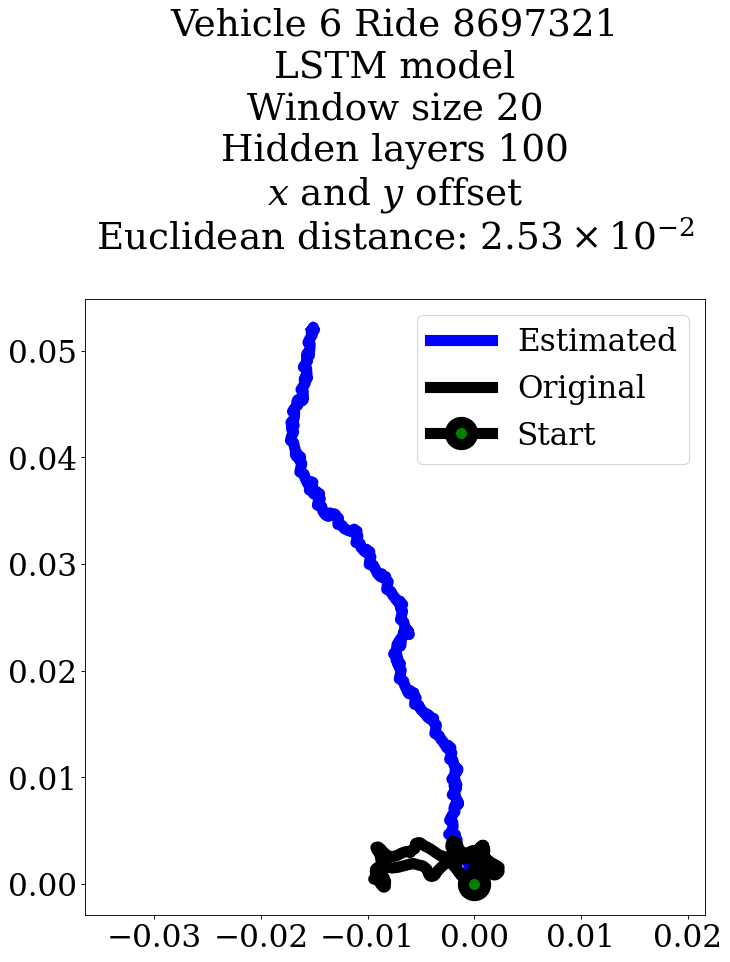 Vehicle 6 Ride 8697321
LSTM model
Window size 20
Hidden layers 100
x and y offset
Euclidean distance: 2.53 × 10⁻²
Estimated
Original
Start
0.05
0.04
0.03
0.02
0.01
0.00
−0.03 −0.02 −0.01 0.00 0.01 0.02